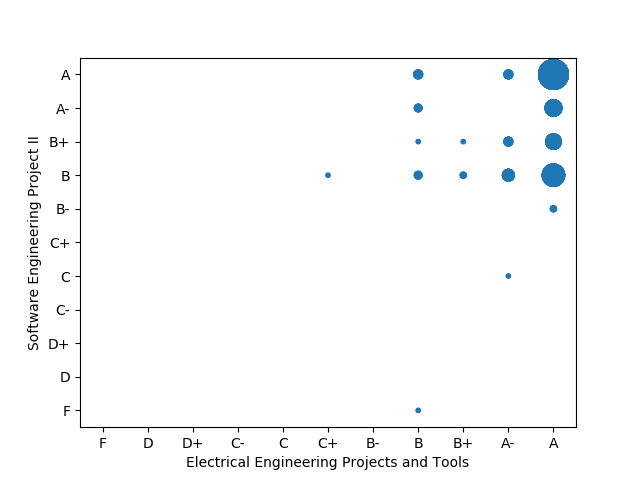 Software Engineering Project II
A
A-
B+
B
B-
C+
C
C-
D+
D
F
F D D+ C- C C+ B- B B+ A- A
Electrical Engineering Projects and Tools